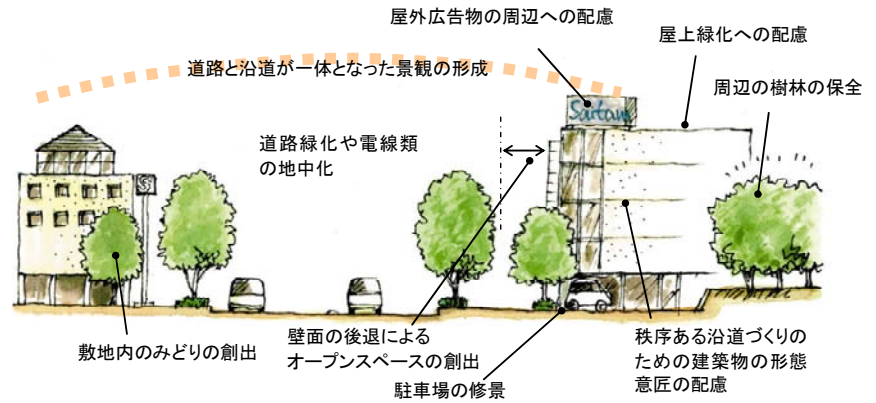 屋外広告物の周辺への配慮
屋上緑化への配慮
道路と沿道が一体となった景観の形成
周辺の樹林の保全
道路緑化や電線類
の地中化
敷地内のみどりの創出
壁面の後退による
オープンスペースの創出
駐車場の修景
秩序ある沿道づくりの
ための建築物の形態
意匠の配慮